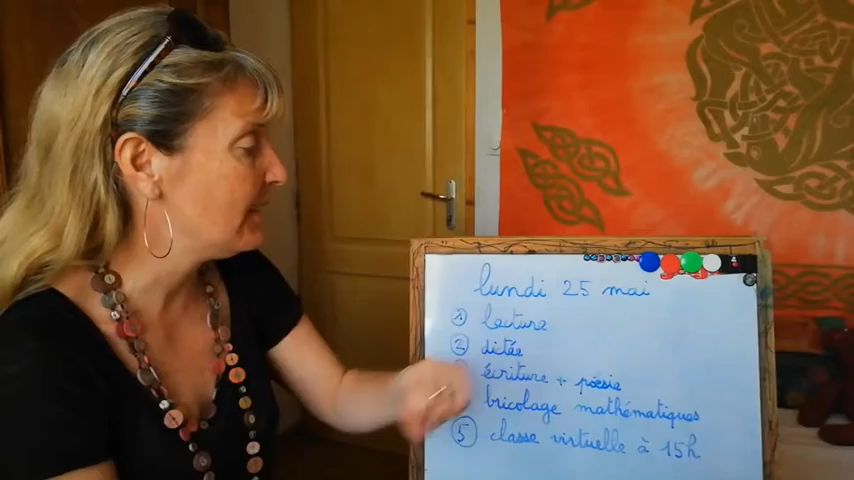 lundi 25 mai
① lecture
② dictée
écriture + poésie
bricolage mathématiques
⑤ classe virtuelle à 15h